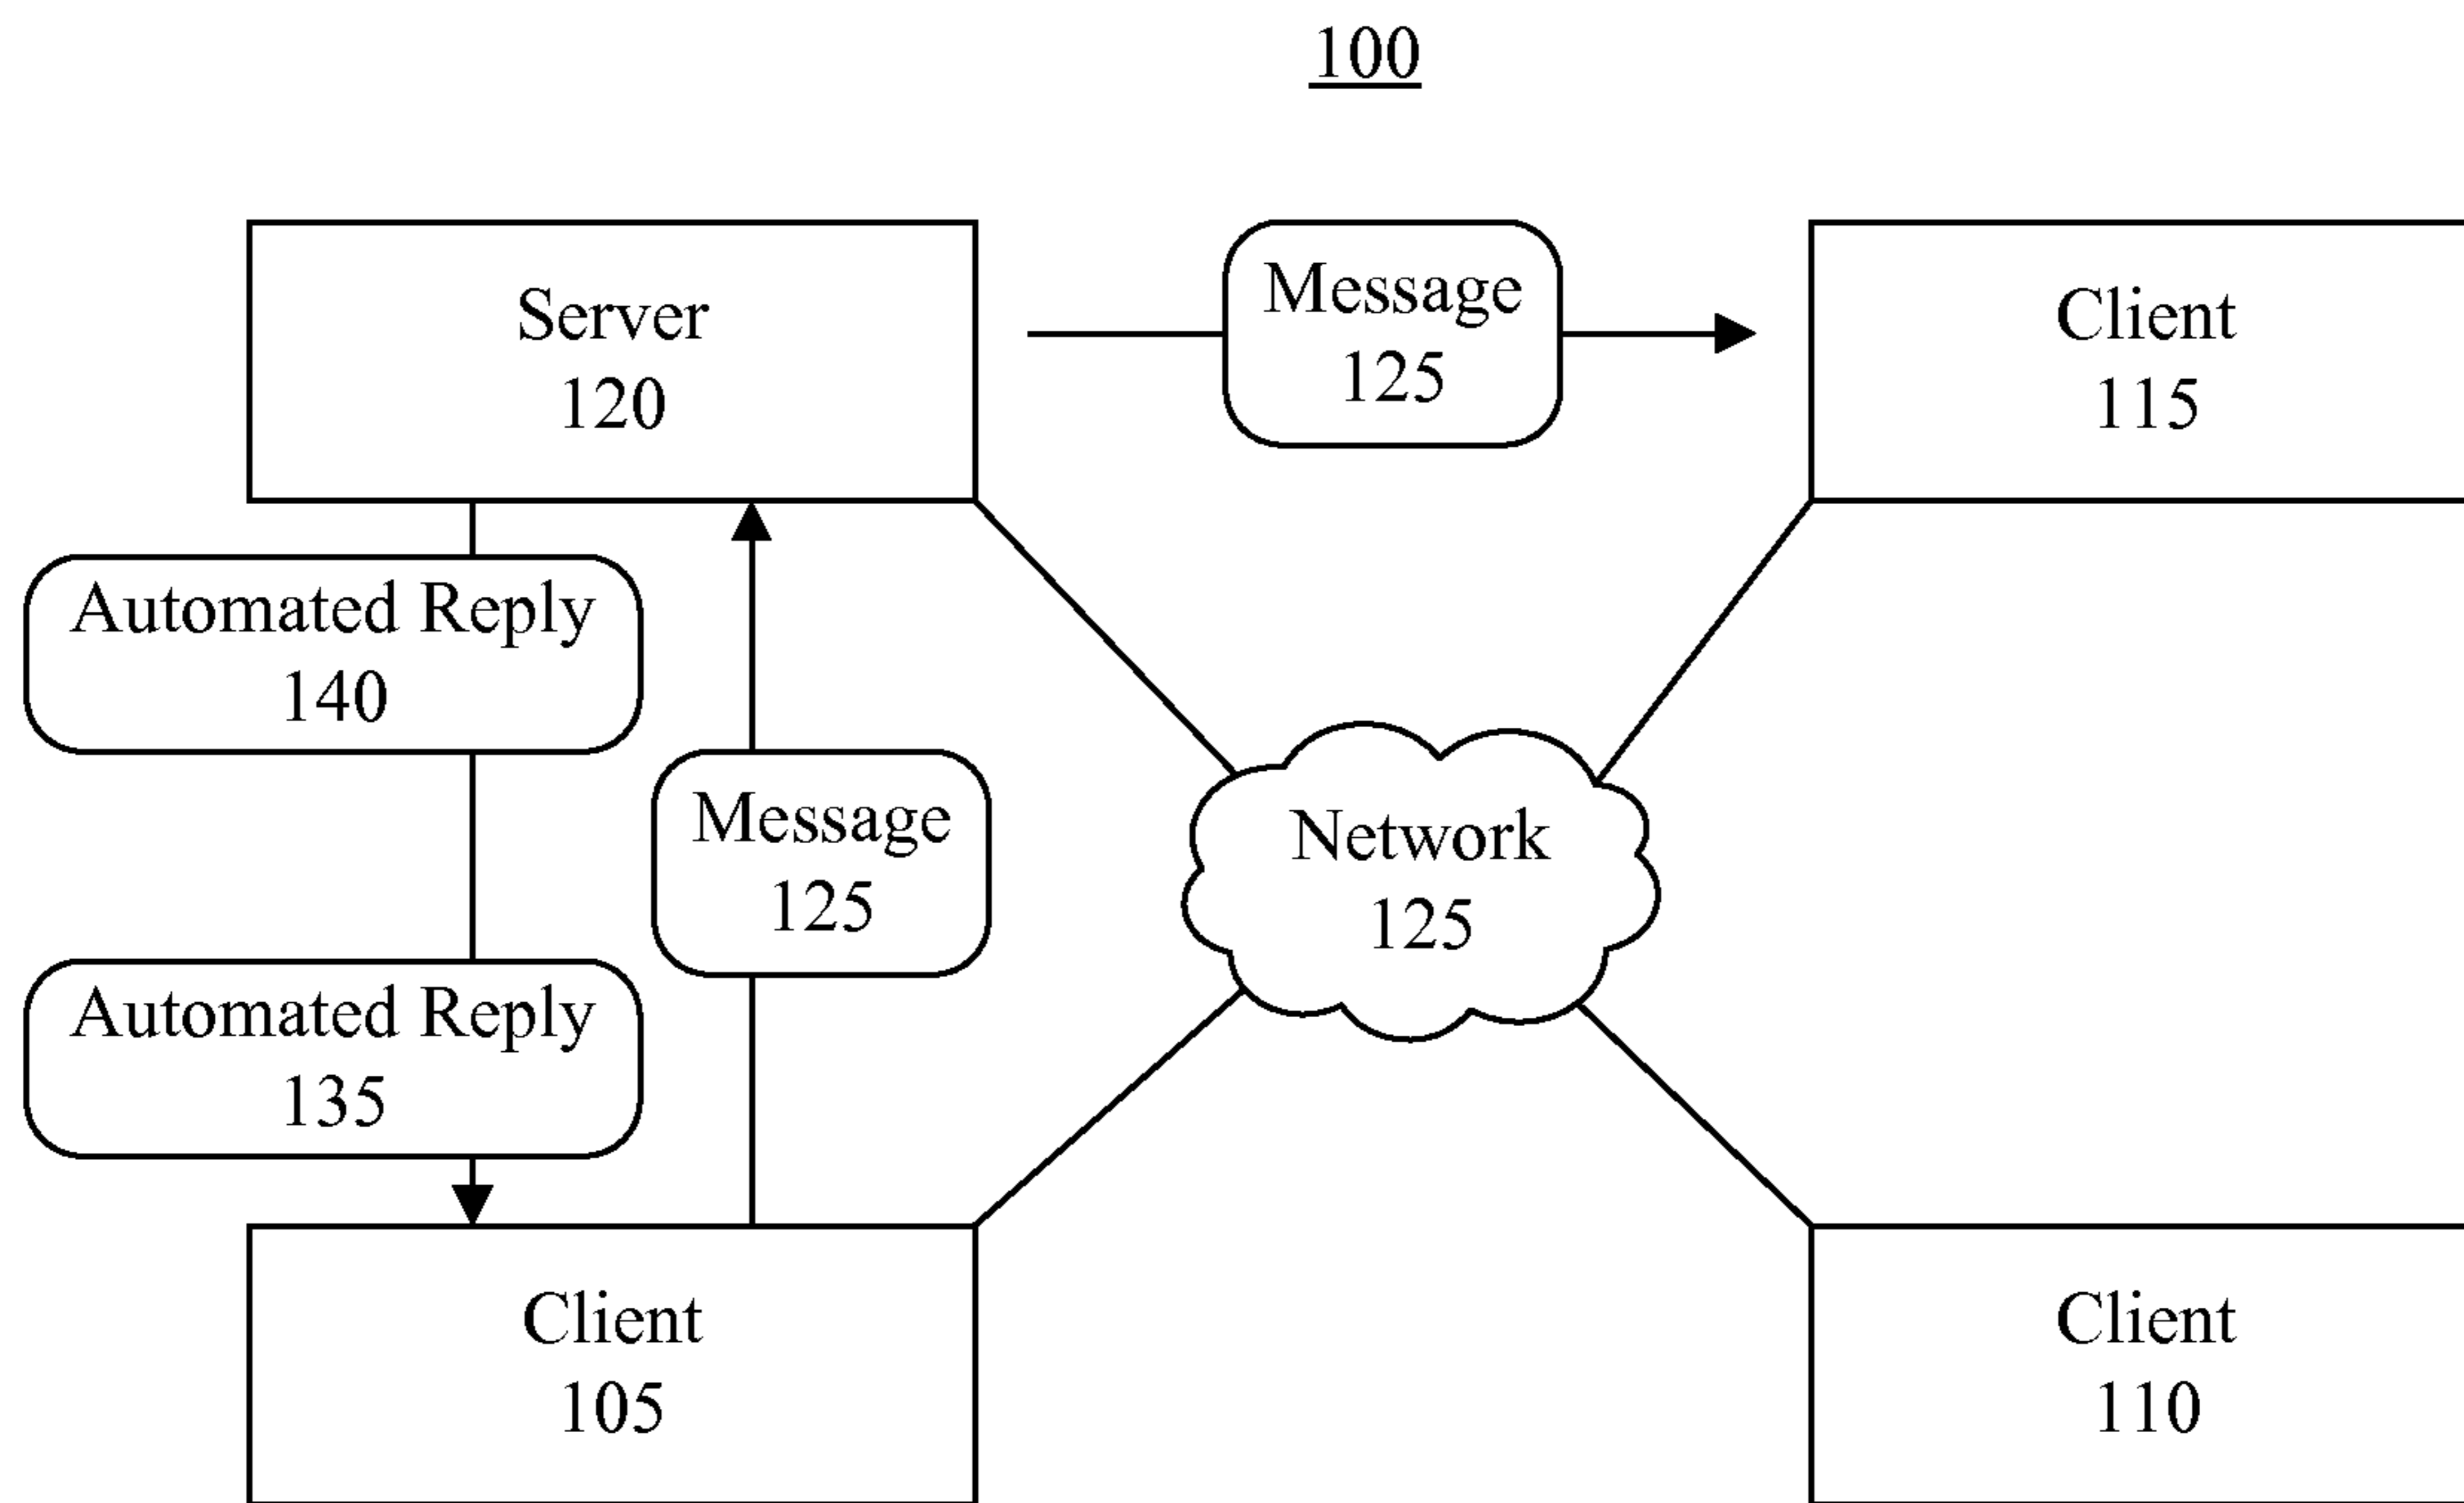 100
Server
120
Message
125
Client
115
Automated Reply
140
Message
125
Network
125
Automated Reply
135
Client
105
Client
110